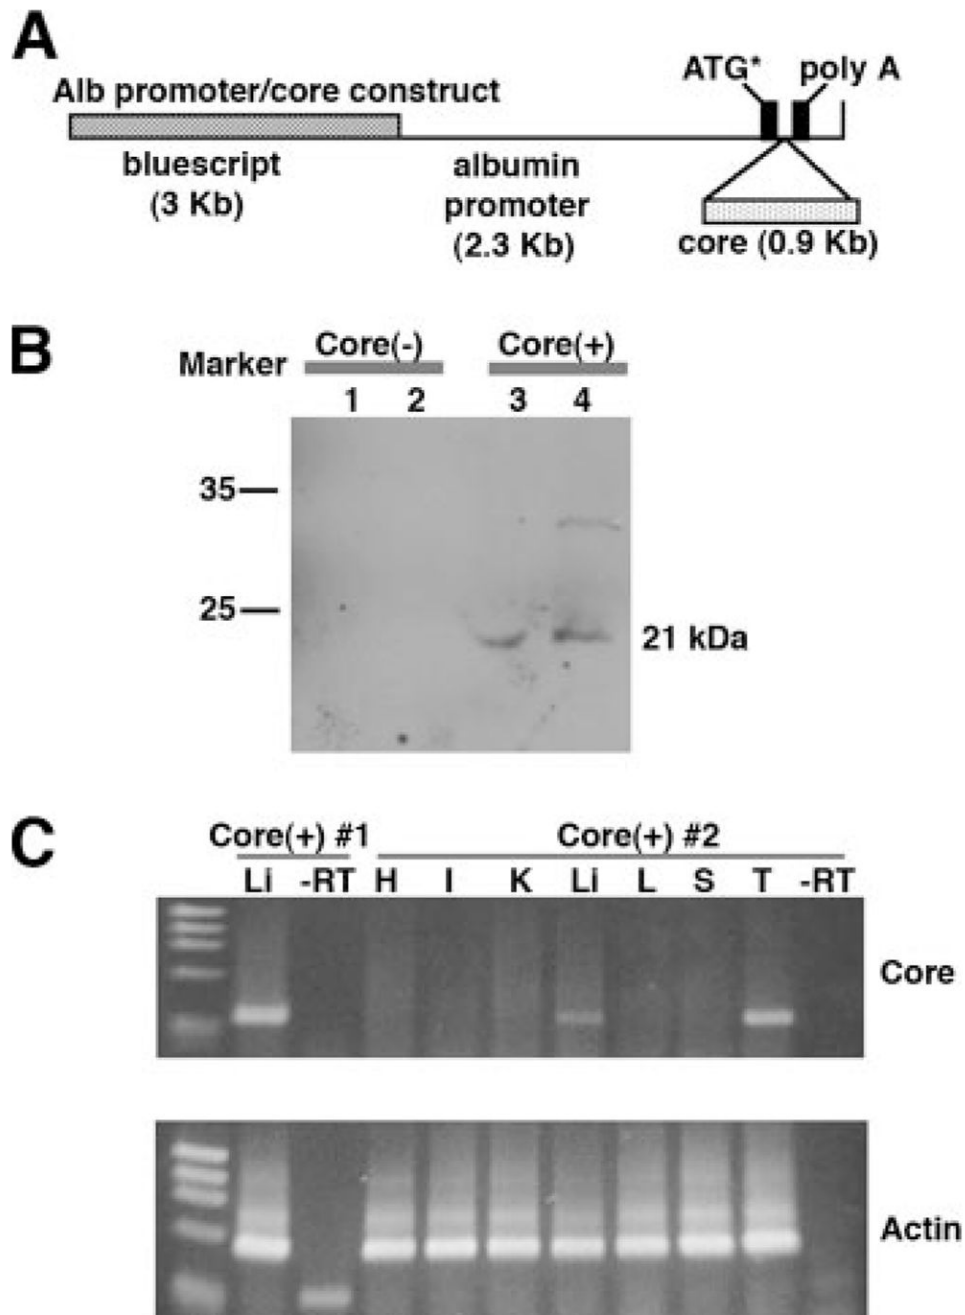 A
Alb promoter/core construct
ATG* poly A
bluescript
(3 Kb)
albumin
promoter
(2.3 Kb)
core (0.9 Kb)
B
Marker Core(-) Core(+)
1 2 3 4
35
25
21 kDa
C
Core(+) #1 Core(+) #2
Li -RT H I K Li L S T -RT
Core
Actin